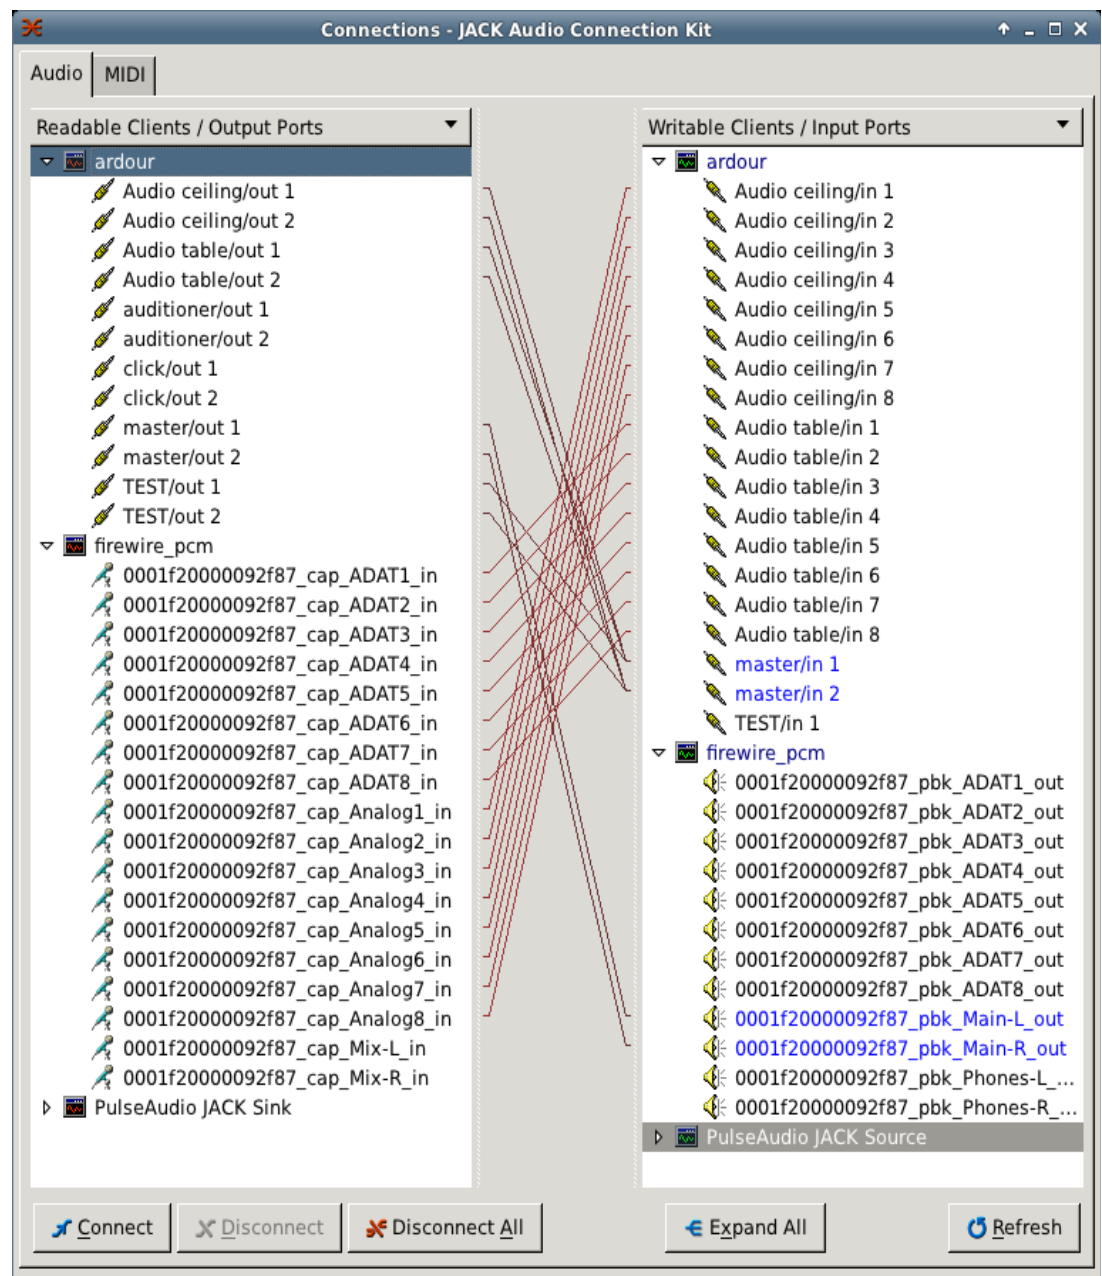 Connections - JACK Audio Connection Kit
Audio
MIDI
Readable Clients / Output Ports
ardour
Audio ceiling/out 1
Audio ceiling/out 2
Audio table/out 1
Audio table/out 2
auditioner/out 1
auditioner/out 2
click/out 1
click/out 2
master/out 1
master/out 2
TEST/out 1
TEST/out 2
firewire_pcm
0001f20000092f87_cap_ADAT1_in
0001f20000092f87_cap_ADAT2_in
0001f20000092f87_cap_ADAT3_in
0001f20000092f87_cap_ADAT4_in
0001f20000092f87_cap_ADAT5_in
0001f20000092f87_cap_ADAT6_in
0001f20000092f87_cap_ADAT7_in
0001f20000092f87_cap_ADAT8_in
0001f20000092f87_cap_Analog1_in
0001f20000092f87_cap_Analog2_in
0001f20000092f87_cap_Analog3_in
0001f20000092f87_cap_Analog4_in
0001f20000092f87_cap_Analog5_in
0001f20000092f87_cap_Analog6_in
0001f20000092f87_cap_Analog7_in
0001f20000092f87_cap_Analog8_in
0001f20000092f87_cap_Mix-L_in
0001f20000092f87_cap_Mix-R_in
PulseAudio JACK Sink
Writable Clients / Input Ports
ardour
Audio ceiling/in 1
Audio ceiling/in 2
Audio ceiling/in 3
Audio ceiling/in 4
Audio ceiling/in 5
Audio ceiling/in 6
Audio ceiling/in 7
Audio ceiling/in 8
Audio table/in 1
Audio table/in 2
Audio table/in 3
Audio table/in 4
Audio table/in 5
Audio table/in 6
Audio table/in 7
Audio table/in 8
master/in 1
master/in 2
TEST/in 1
firewire_pcm
0001f20000092f87_pbk_ADAT1_out
0001f20000092f87_pbk_ADAT2_out
0001f20000092f87_pbk_ADAT3_out
0001f20000092f87_pbk_ADAT4_out
0001f20000092f87_pbk_ADAT5_out
0001f20000092f87_pbk_ADAT6_out
0001f20000092f87_pbk_ADAT7_out
0001f20000092f87_pbk_ADAT8_out
0001f20000092f87_pbk_Main-L_out
0001f20000092f87_pbk_Main-R_out
0001f20000092f87_pbk_Phones-L_...
0001f20000092f87_pbk_Phones-R_...
PulseAudio JACK Source
Connect
Disconnect
Disconnect All
Expand All
Refresh